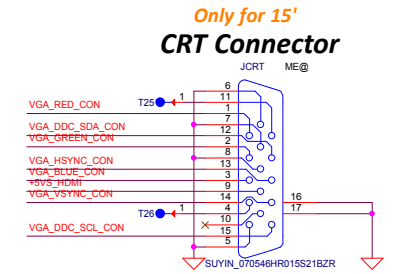 Only for 15'
CRT Connector
JCRT ME@
6
T25 1 11
VGA_RED_CON 1
7
VGA_DDC_SDA_CON 12
VGA_GREEN_CON 2
8
VGA_HSYNC_CON 13
VGA_BLUE_CON 3
+5VS_HDMI 9
VGA_VSYNC_CON 14 16
T26 1 4 17
10
VGA_DDC_SCL_CON 15
5
SUYIN_070546HR015S21BZR